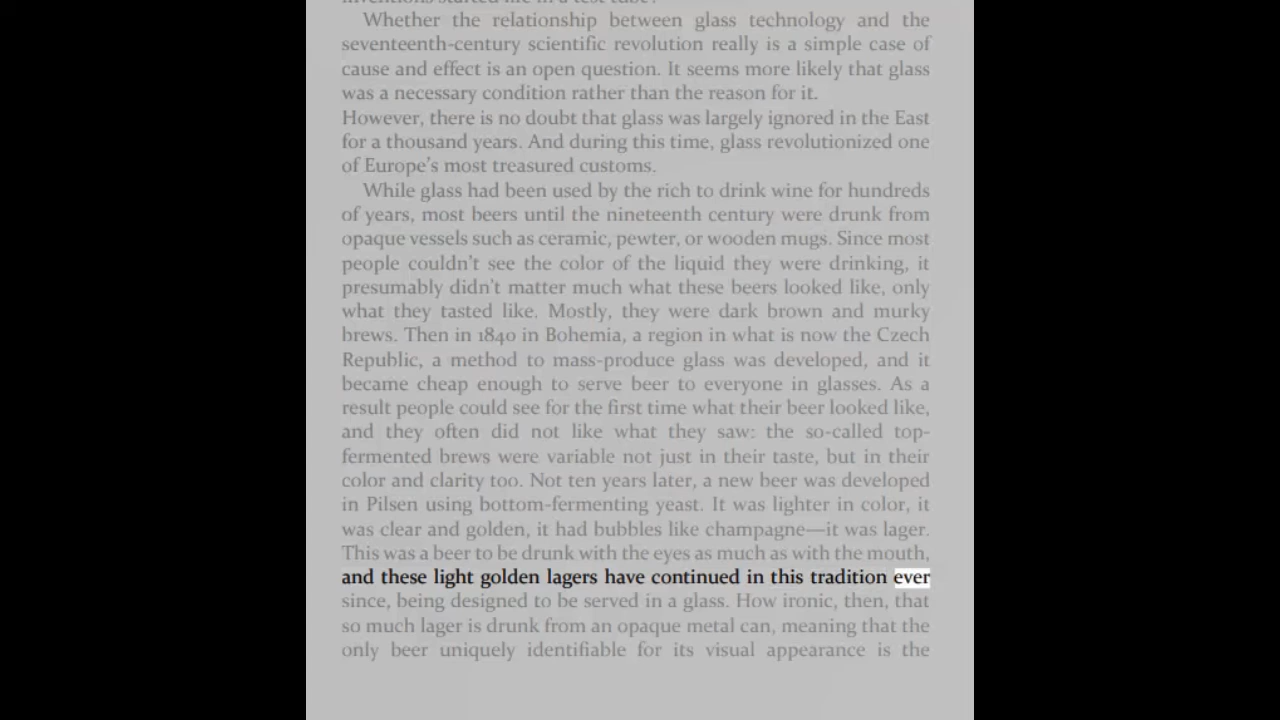 inventions started life in a test tube?
Whether the relationship between glass technology and the
seventeenth-century scientific revolution really is a simple case of
cause and effect is an open question. It seems more likely that glass
was a necessary condition rather than the reason for it.
However, there is no doubt that glass was largely ignored in the East
for a thousand years. And during this time, glass revolutionized one
of Europe’s most treasured customs.
While glass had been used by the rich to drink wine for hundreds
of years, most beers until the nineteenth century were drunk from
opaque vessels such as ceramic, pewter, or wooden mugs. Since most
people couldn’t see the color of the liquid they were drinking, it
presumably didn’t matter much what these beers looked like, only
what they tasted like. Mostly, they were dark brown and murky
brews. Then in 1840 in Bohemia, a region in what is now the Czech
Republic, a method to mass-produce glass was developed, and it
became cheap enough to serve beer to everyone in glasses. As a
result people could see for the first time what their beer looked like,
and they often did not like what they saw: the so-called top-
fermented brews were variable not just in their taste, but in their
color and clarity too. Not ten years later, a new beer was developed
in Pilsen using bottom-fermenting yeast. It was lighter in color, it
was clear and golden, it had bubbles like champagne—it was lager.
This was a beer to be drunk with the eyes as much as with the mouth,
and these light golden lagers have continued in this tradition ever
since, being designed to be served in a glass. How ironic, then, that
so much lager is drunk from an opaque metal can, meaning that the
only beer uniquely identifiable for its visual appearance is the